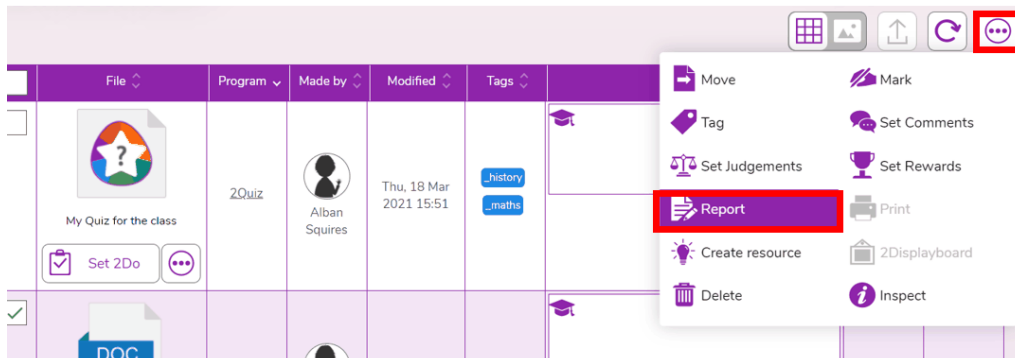 File
Program
Made by
Modified
Tags
Move
Mark
Tag
Set Comments
Set Judgements
Set Rewards
Report
Print
Create resource
2Displayboard
Delete
Inspect
?
My Quiz for the class
Set 2Do
2Quiz
Alban
Squires
Thu, 18 Mar
2021 15:51
_history
_maths
DOC